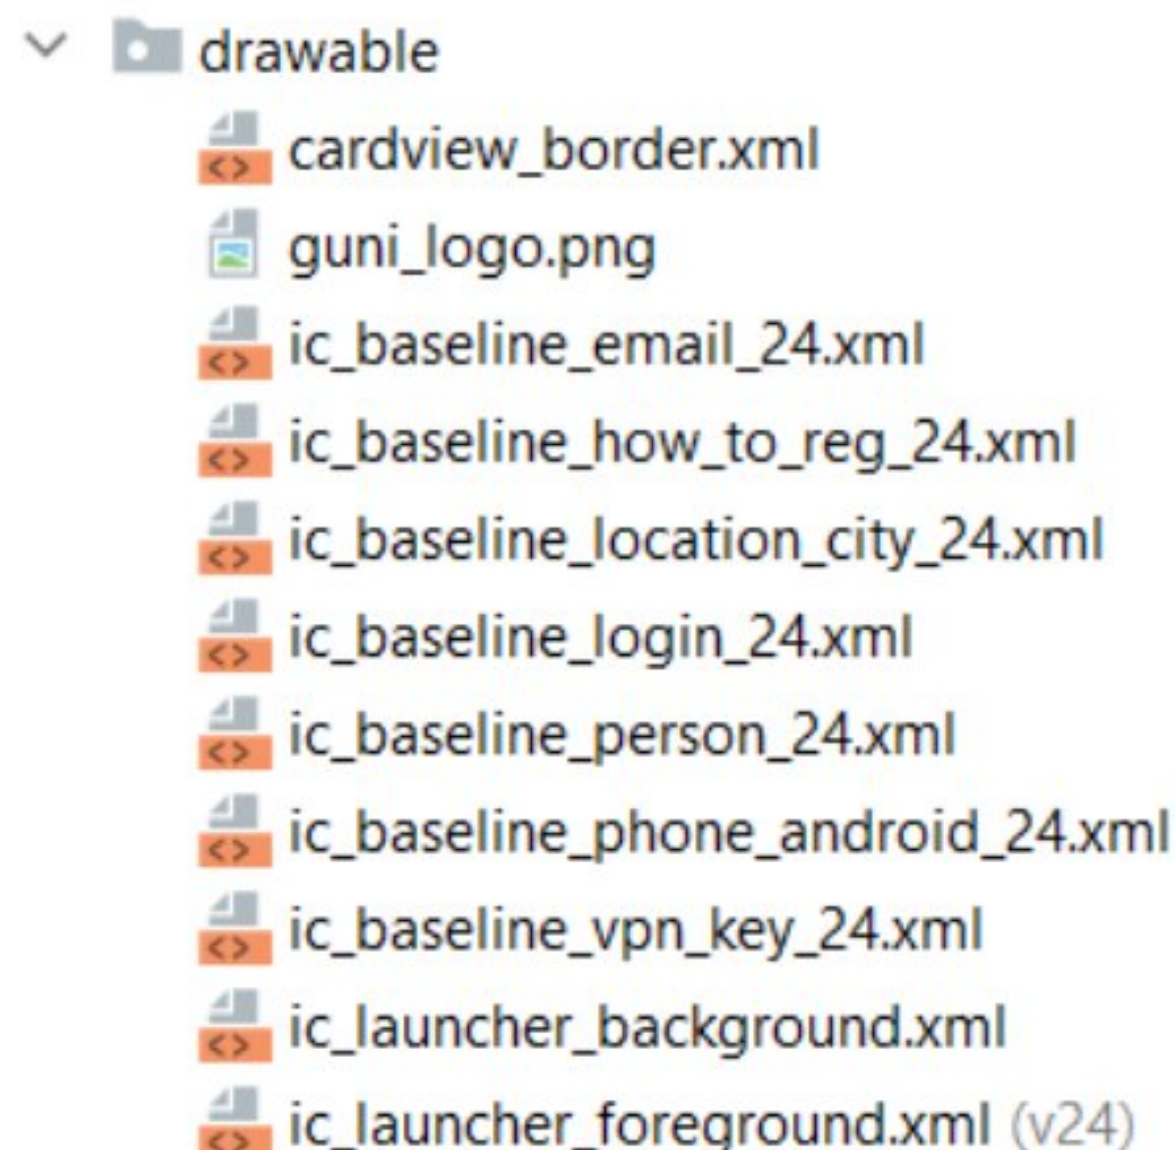 drawable
cardview_border.xml
guni_logo.png
ic_baseline_email_24.xml
ic_baseline_how_to_reg_24.xml
ic_baseline_location_city_24.xml
ic_baseline_login_24.xml
ic_baseline_person_24.xml
ic_baseline_phone_android_24.xml
ic_baseline_vpn_key_24.xml
ic_launcher_background.xml
ic_launcher_foreground.xml (v24)